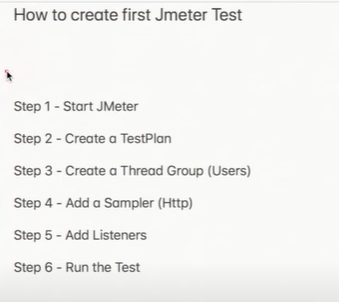 How to create first Jmeter Test
Step 1 - Start JMeter
Step 2 - Create a TestPlan
Step 3 - Create a Thread Group (Users)
Step 4 - Add a Sampler (Http)
Step 5 - Add Listeners
Step 6 - Run the Test